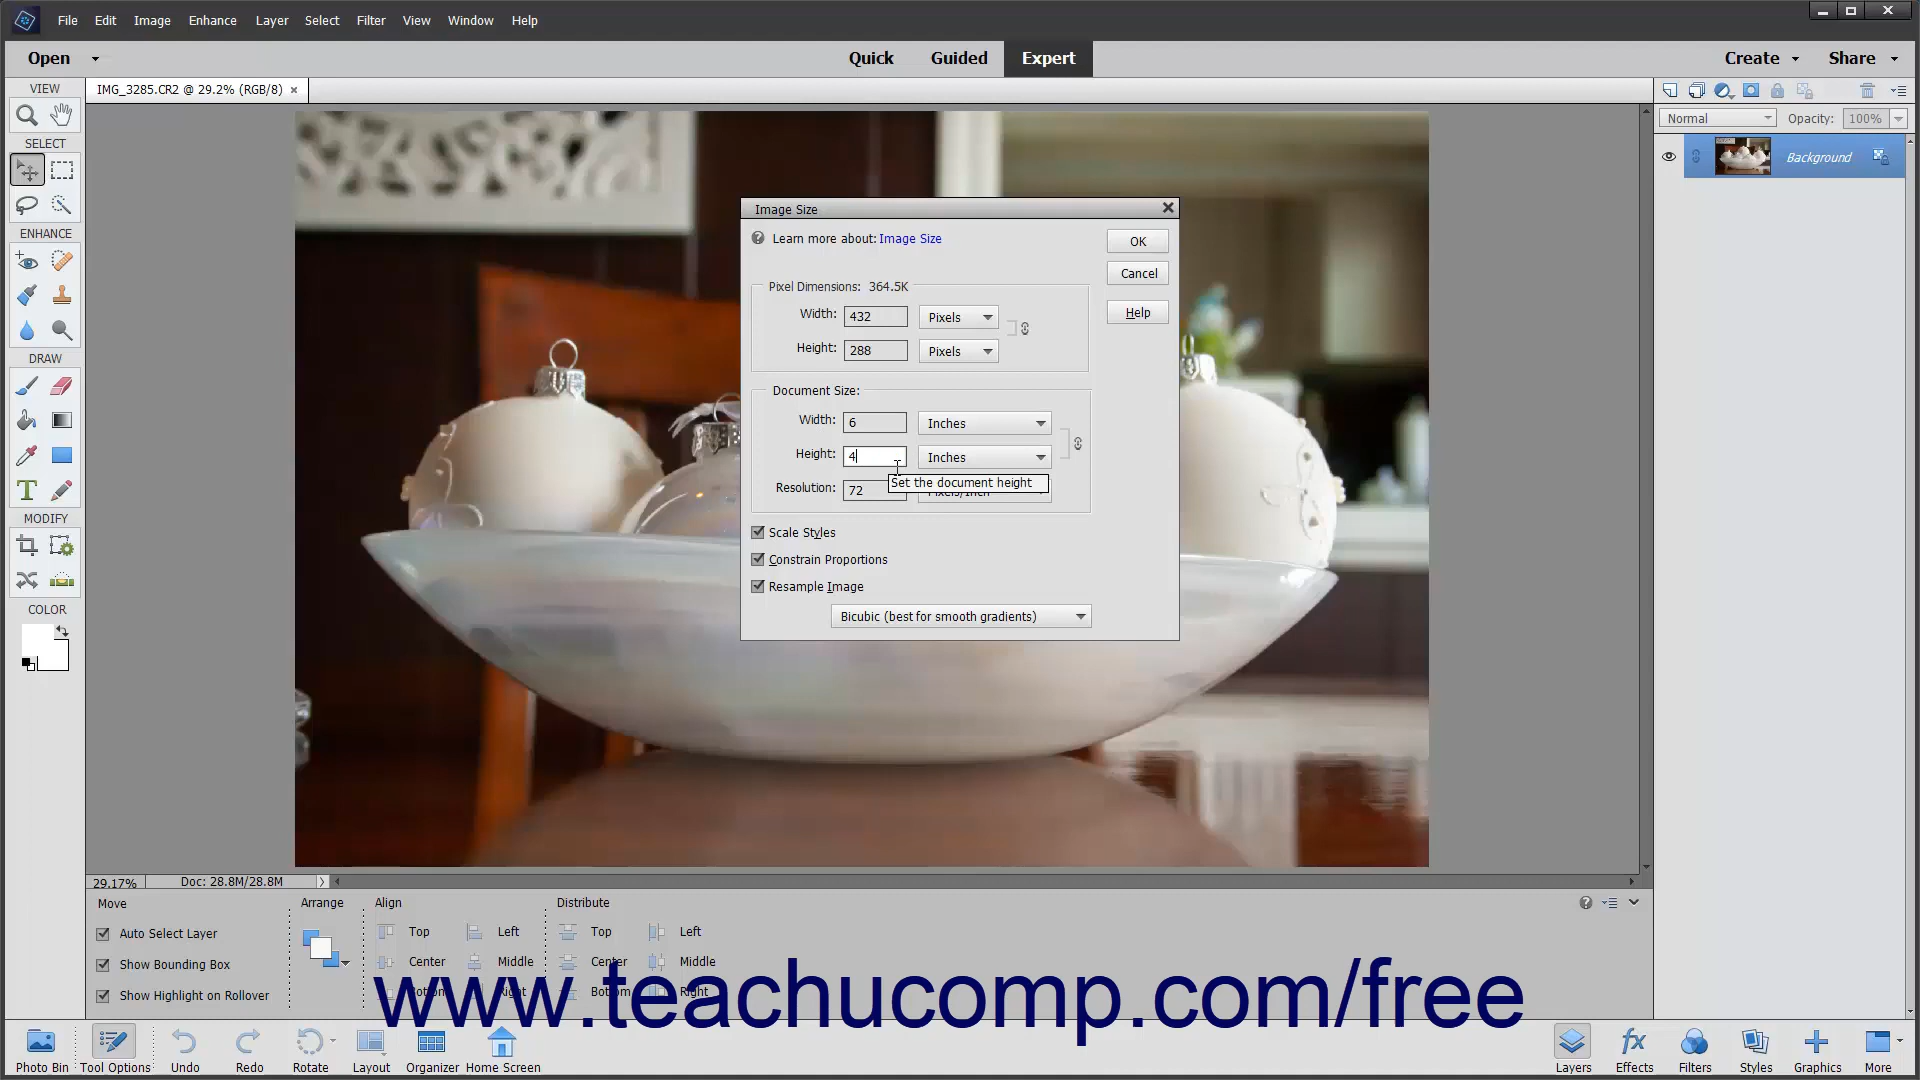 File Edit Image Enhance Layer Select Filter View Window Help
Open Quick Guided Expert Create Share
VIEW
IMG_3285.CR2 @ 29.2% (RGB/8) ×
SELECT
Normal Opacity: 100%
Background
ENHANCE
DRAW
MODIFY
COLOR
Image Size
Learn more about: Image Size
OK
Cancel
Help
Pixel Dimensions: 364.5K
Width: 432 Pixels
Height: 288 Pixels
Document Size:
Width: 6 Inches
Height: 4 Inches
Set the document height
Resolution: 72 Pixels/Inch
Scale Styles
Constrain Proportions
Resample Image
Bicubic (best for smooth gradients)
29.17% Doc: 28.8M/28.8M
Move Arrange Align Distribute
Auto Select Layer Top Left Top Left
Show Bounding Box Center Middle Center Middle
Show Highlight on Rollover Bottom Right Bottom Right
www.teachucomp.com/free
Photo Bin Tool Options Undo Redo Rotate Layout Organizer Home Screen Layers Effects Filters Styles Graphics More